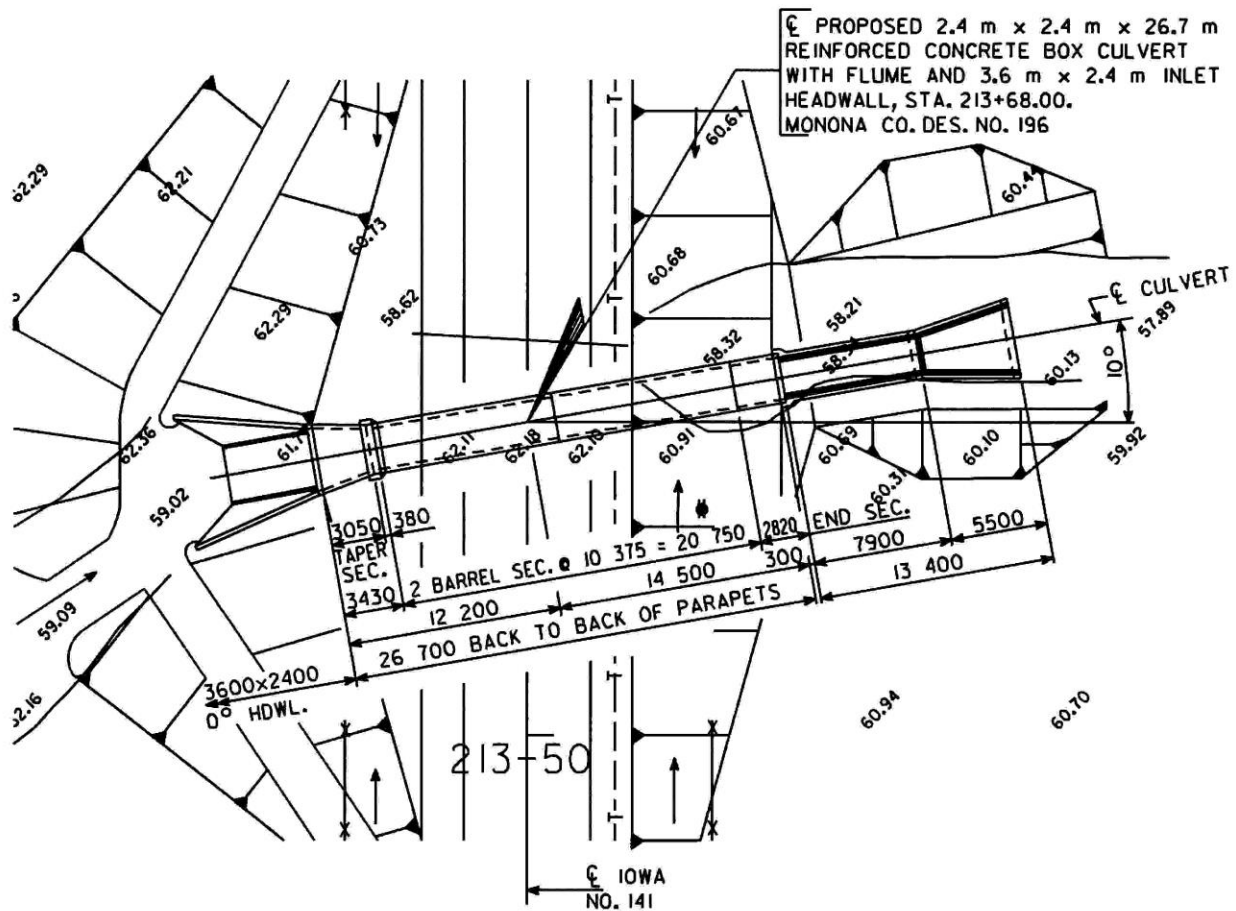 ℄ PROPOSED 2.4 m x 2.4 m x 26.7 m
REINFORCED CONCRETE BOX CULVERT
WITH FLUME AND 3.6 m x 2.4 m INLET
HEADWALL, STA. 213+68.00.
MONONA CO. DES. NO. 196
62.29
62.21
60.73
60.67
60.44
62.29
58.62
60.68
58.21
58.32
℄ CULVERT
57.89
60.13
10°
62.36
62.11
62.18
62.10
60.91
60.69
60.10
59.92
60.31
59.02
3050
380
TAPER
SEC.
2 BARREL SEC. @ 10 375 = 20 750
2820
END SEC.
7900
5500
3430
12 200
14 500
300
13 400
26 700 BACK TO BACK OF PARAPETS
59.09
3600x2400
0° HDWL.
60.94
60.70
213-50
℄ IOWA
NO. 141